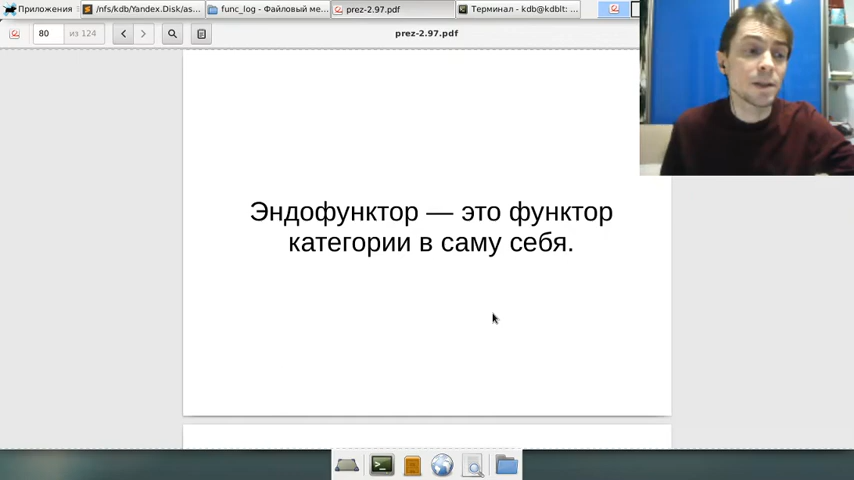 Приложения
/nfs/kdb/Yandex.Disk/as...
func_log - Файловый ме...
prez-2.97.pdf
Терминал - kdb@kdblt: ...
80 из 124
prez-2.97.pdf
Эндофунктор — это функтор
категории в саму себя.